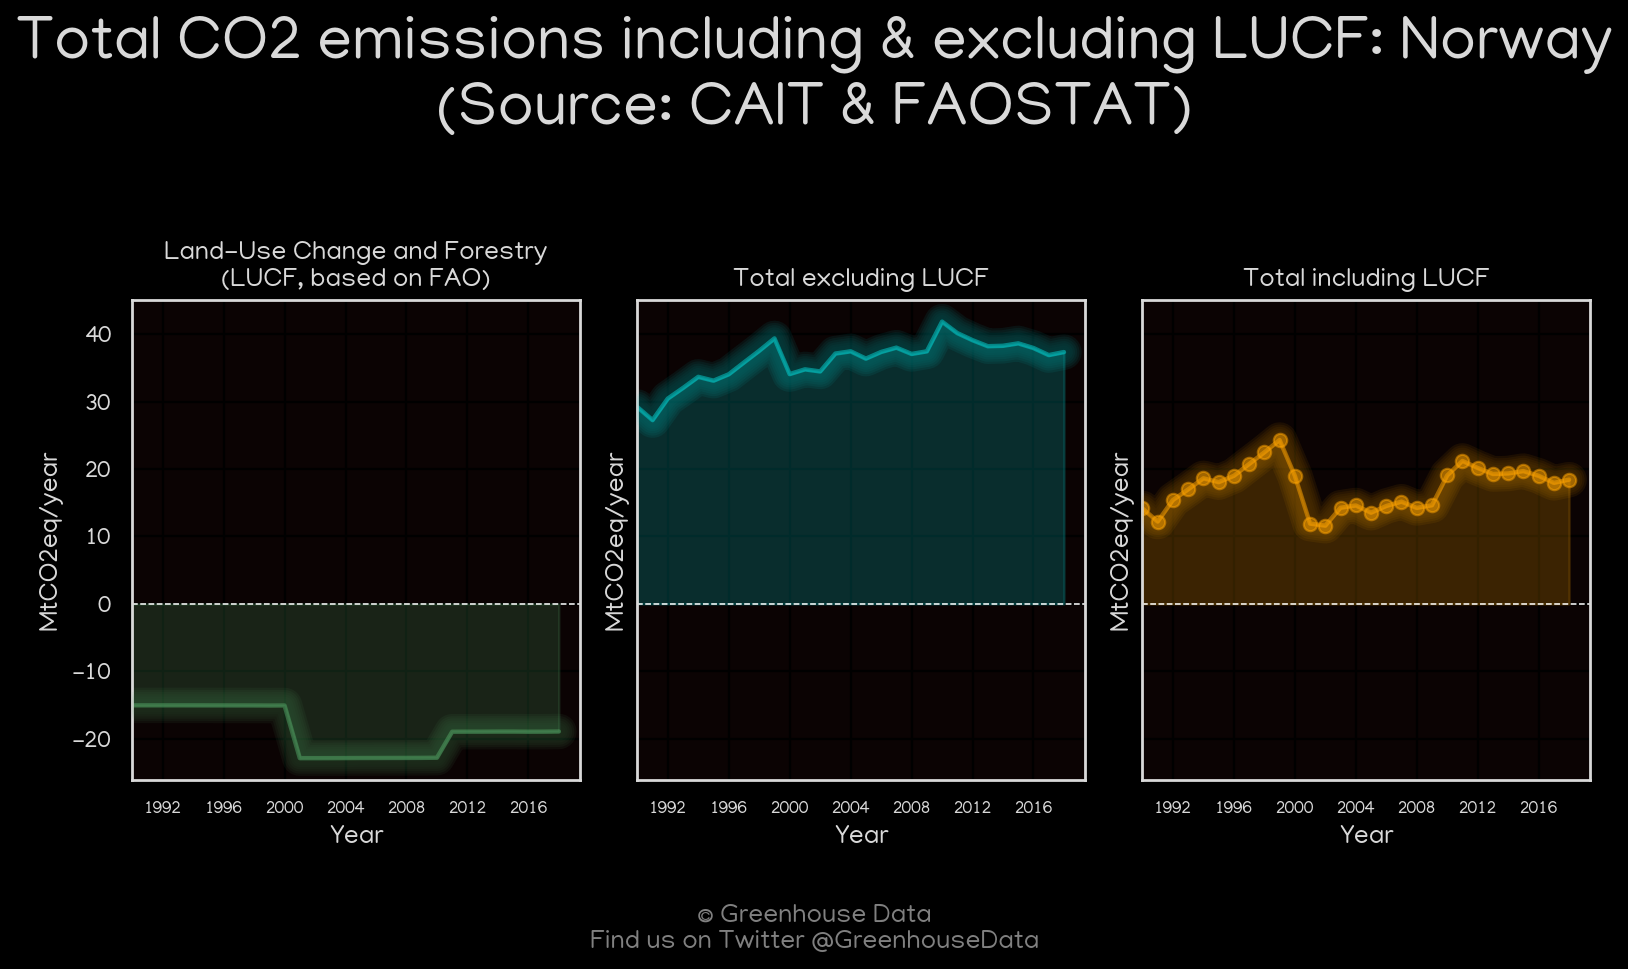 Total CO2 emissions including & excluding LUCF: Norway
(Source: CAIT & FAOSTAT)
Land-Use Change and Forestry
(LUCF, based on FAO)
MtCO2eq/year
40
30
20
10
0
-10
-20
1992 1996 2000 2004 2008 2012 2016
Year
Total excluding LUCF
MtCO2eq/year
1992 1996 2000 2004 2008 2012 2016
Year
Total including LUCF
MtCO2eq/year
1992 1996 2000 2004 2008 2012 2016
Year
© Greenhouse Data
Find us on Twitter @GreenhouseData